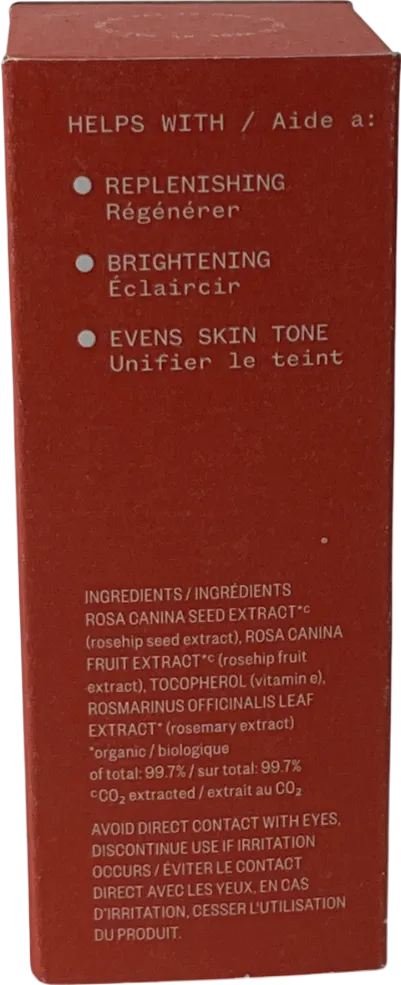 HELPS WITH / Aide a:
REPLENISHING
Régénérer
BRIGHTENING
Éclaircir
EVENS SKIN TONE
Unifier le teint
INGREDIENTS / INGRÉDIENTS
ROSA CANINA SEED EXTRACT*ᶜ
(rosehip seed extract), ROSA CANINA
FRUIT EXTRACT*ᶜ (rosehip fruit
extract), TOCOPHEROL (vitamin e),
ROSMARINUS OFFICINALIS LEAF
EXTRACT* (rosemary extract)
*organic / biologique
of total: 99.7% / sur total: 99.7%
ᶜCO₂ extracted / extrait au CO₂
AVOID DIRECT CONTACT WITH EYES,
DISCONTINUE USE IF IRRITATION
OCCURS / ÉVITER LE CONTACT
DIRECT AVEC LES YEUX, EN CAS
D'IRRITATION, CESSER L'UTILISATION
DU PRODUIT.